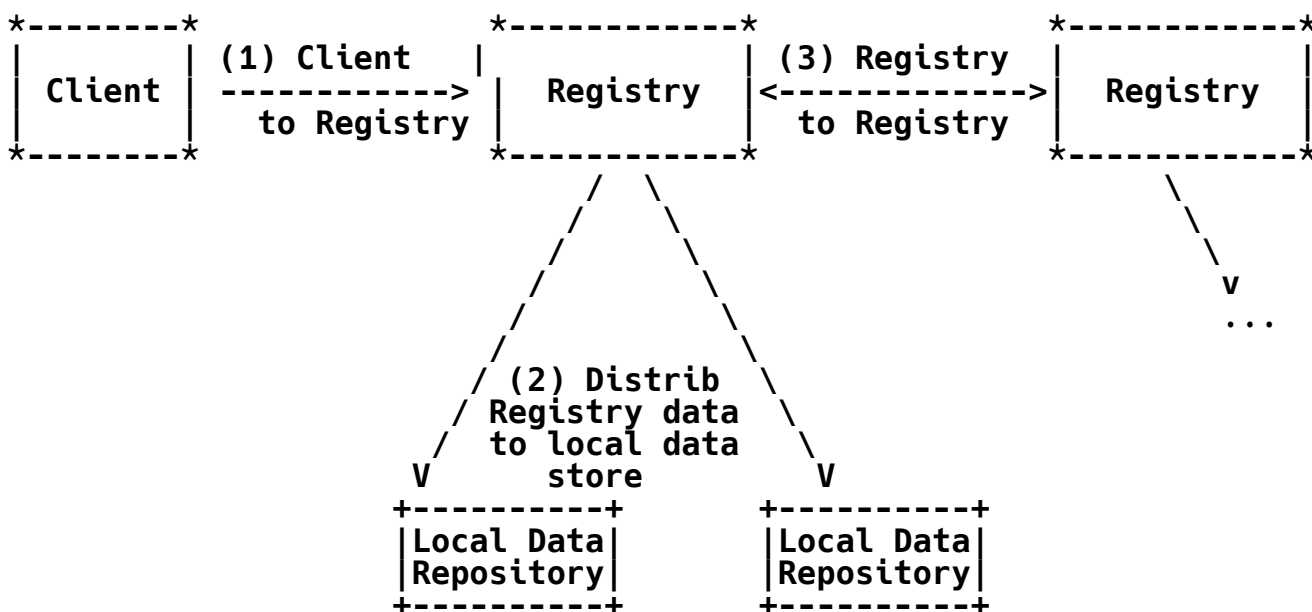 *--------*                *------------*                *------------*
|        | (1) Client   |              | (3) Registry  |            |
| Client | ------------> |  Registry  |<------------->|  Registry  |
|        |   to Registry |            |  to Registry  |            |
*--------*                *------------*                *------------*
/ \ \
/ \ \
/ \ \
/ \ v
/ \ ...
/ \
/ (2) Distrib \
/ Registry data \
/ to local data \
V store V
+----------+       +----------+
|Local Data|       |Local Data|
|Repository|       |Repository|
+----------+       +----------+